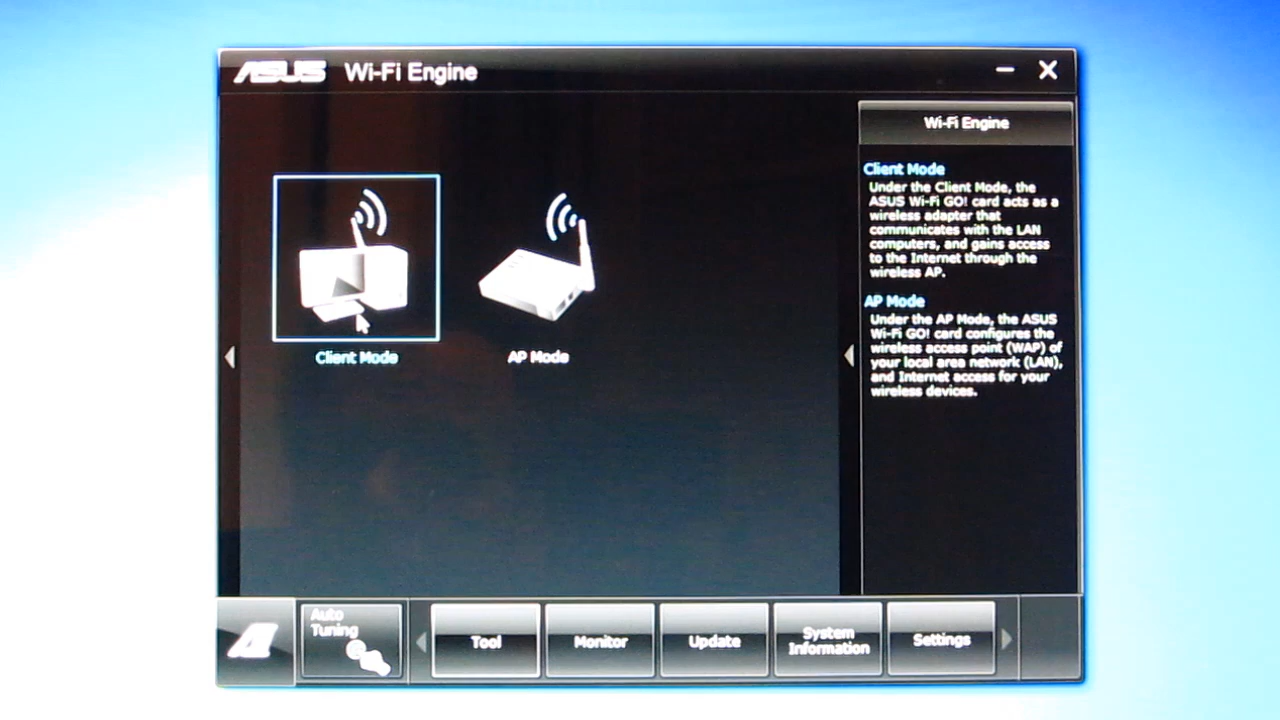 ASUS Wi-Fi Engine
Client Mode
AP Mode
Wi-Fi Engine
Client Mode
Under the Client Mode, the
ASUS Wi-Fi GO! card acts as a
wireless adapter that
communicates with the LAN
computers, and gains access
to the Internet through the
wireless AP.
AP Mode
Under the AP Mode, the ASUS
Wi-Fi GO! card configures the
wireless access point (WAP) of
your local area network (LAN),
and Internet access for your
wireless devices.
Auto
Tuning
Tool
Monitor
Update
System
Information
Settings